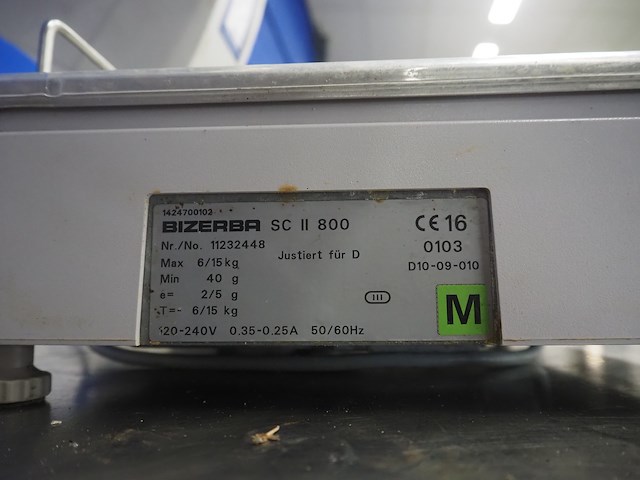 1424700102
BIZERBA SC II 800
Nr./No. 11232448
Justiert für D
Max 6/15 kg
Min 40 g
e= 2/5 g
T=- 6/15 kg
120-240V 0.35-0.25A 50/60Hz
CE 16
0103
D10-09-010
III
M